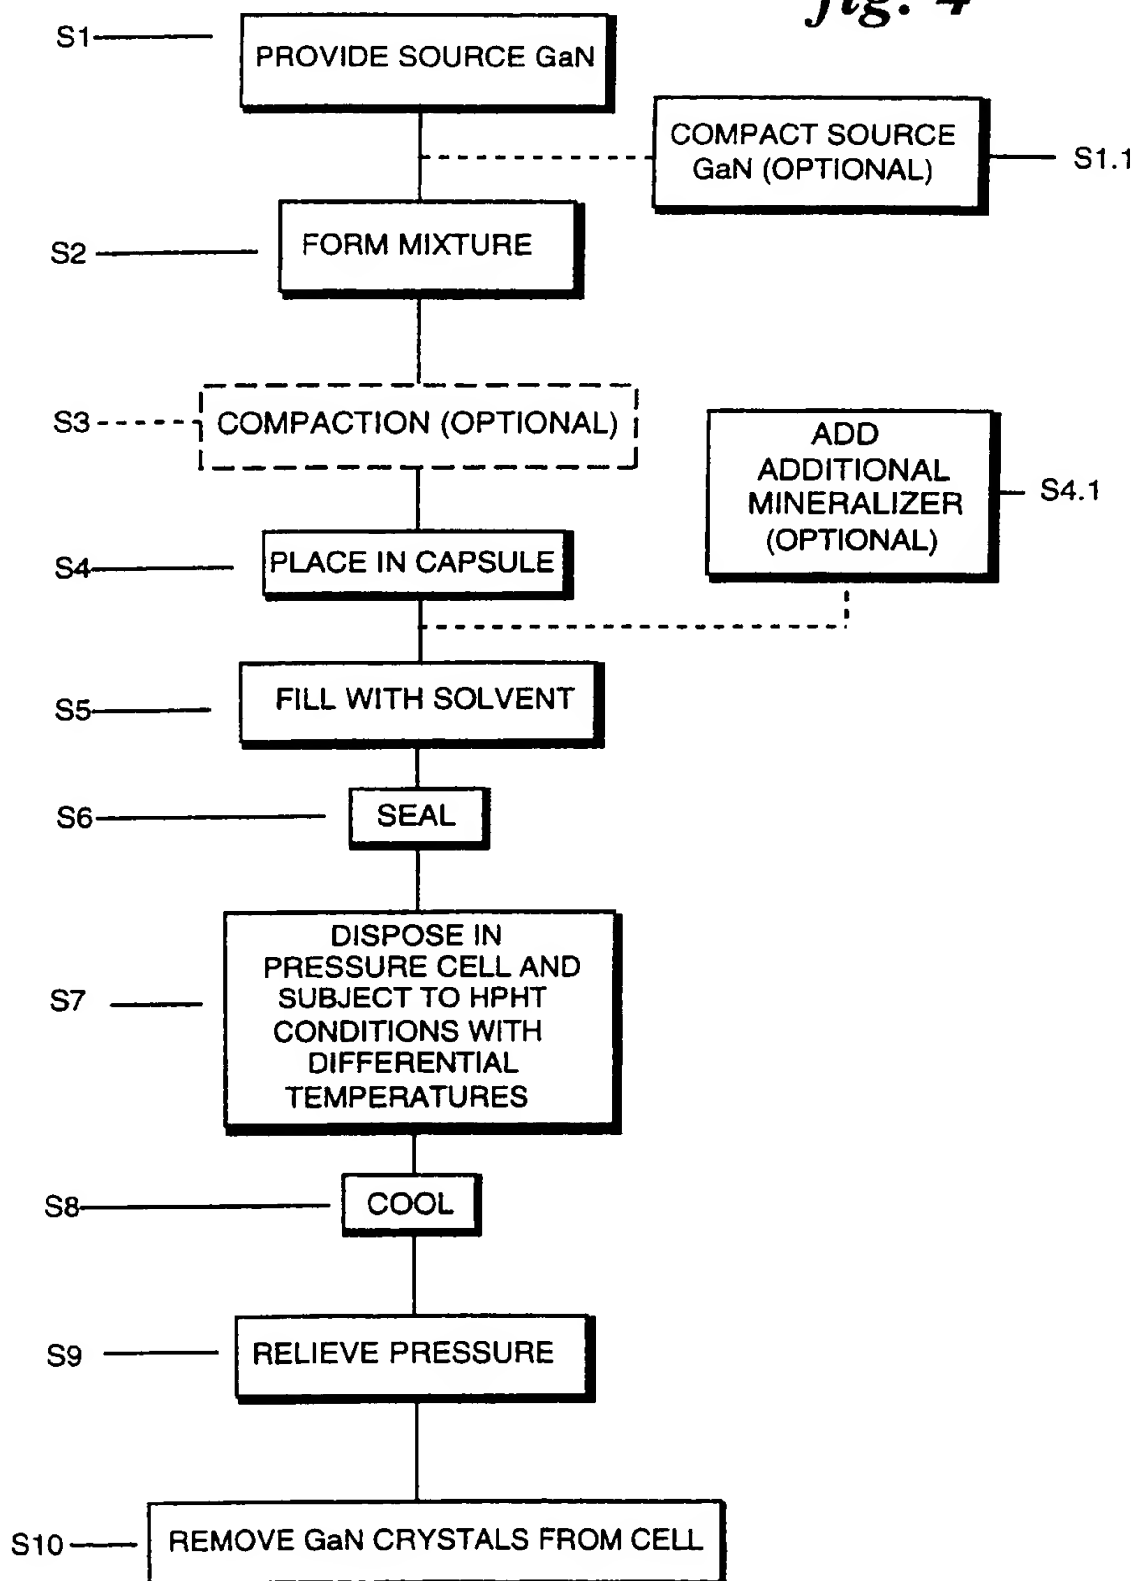 fig. 4
S1
PROVIDE SOURCE GaN
COMPACT SOURCE
GaN (OPTIONAL)
S1.1
S2
FORM MIXTURE
S3
COMPACTION (OPTIONAL)
ADD
ADDITIONAL
MINERALIZER
(OPTIONAL)
S4.1
S4
PLACE IN CAPSULE
S5
FILL WITH SOLVENT
S6
SEAL
S7
DISPOSE IN
PRESSURE CELL AND
SUBJECT TO HPHT
CONDITIONS WITH
DIFFERENTIAL
TEMPERATURES
S8
COOL
S9
RELIEVE PRESSURE
S10
REMOVE GaN CRYSTALS FROM CELL